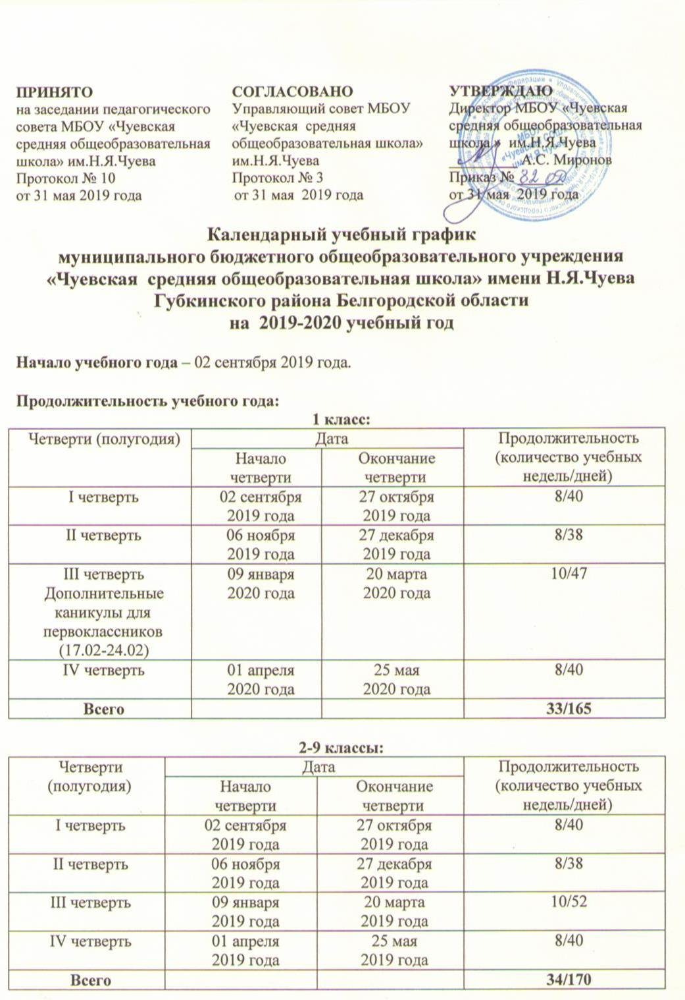 ПРИНЯТО
на заседании педагогического
совета МБОУ «Чуевская
средняя общеобразовательная
школа» им.Н.Я.Чуева
Протокол № 10
от 31 мая 2019 года
СОГЛАСОВАНО
Управляющий совет МБОУ
«Чуевская средняя
общеобразовательная школа»
им.Н.Я.Чуева
Протокол № 3
от 31 мая 2019 года
УТВЕРЖДАЮ
Директор МБОУ «Чуевская
средняя общеобразовательная
школа » им.Н.Я.Чуева
А.С. Миронов
Приказ № 82 ОД
от 31 мая 2019 года
Календарный учебный график
муниципального бюджетного общеобразовательного учреждения
«Чуевская средняя общеобразовательная школа» имени Н.Я.Чуева
Губкинского района Белгородской области
на 2019-2020 учебный год
Начало учебного года – 02 сентября 2019 года.
Продолжительность учебного года:
1 класс:
Четверти (полугодия) Дата Продолжительность
(количество учебных
недель/дней)
Начало Окончание
четверти четверти
I четверть 02 сентября 27 октября 8/40
2019 года 2019 года
II четверть 06 ноября 27 декабря 8/38
2019 года 2019 года
III четверть 09 января 20 марта 10/47
Дополнительные 2020 года 2020 года
каникулы для
первоклассников
(17.02-24.02)
IV четверть 01 апреля 25 мая 8/40
2020 года 2020 года
Всего 33/165
2-9 классы:
Четверти Дата Продолжительность
(полугодия) (количество учебных
недель/дней)
Начало Окончание
четверти четверти
I четверть 02 сентября 27 октября 8/40
2019 года 2019 года
II четверть 06 ноября 27 декабря 8/38
2019 года 2019 года
III четверть 09 января 20 марта 10/52
2019 года 2019 года
IV четверть 01 апреля 25 мая 8/40
2019 года 2019 года
Всего 34/170